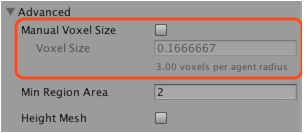 Advanced
Manual Voxel Size
Voxel Size 0.1666667
3.00 voxels per agent radius
Min Region Area 2
Height Mesh